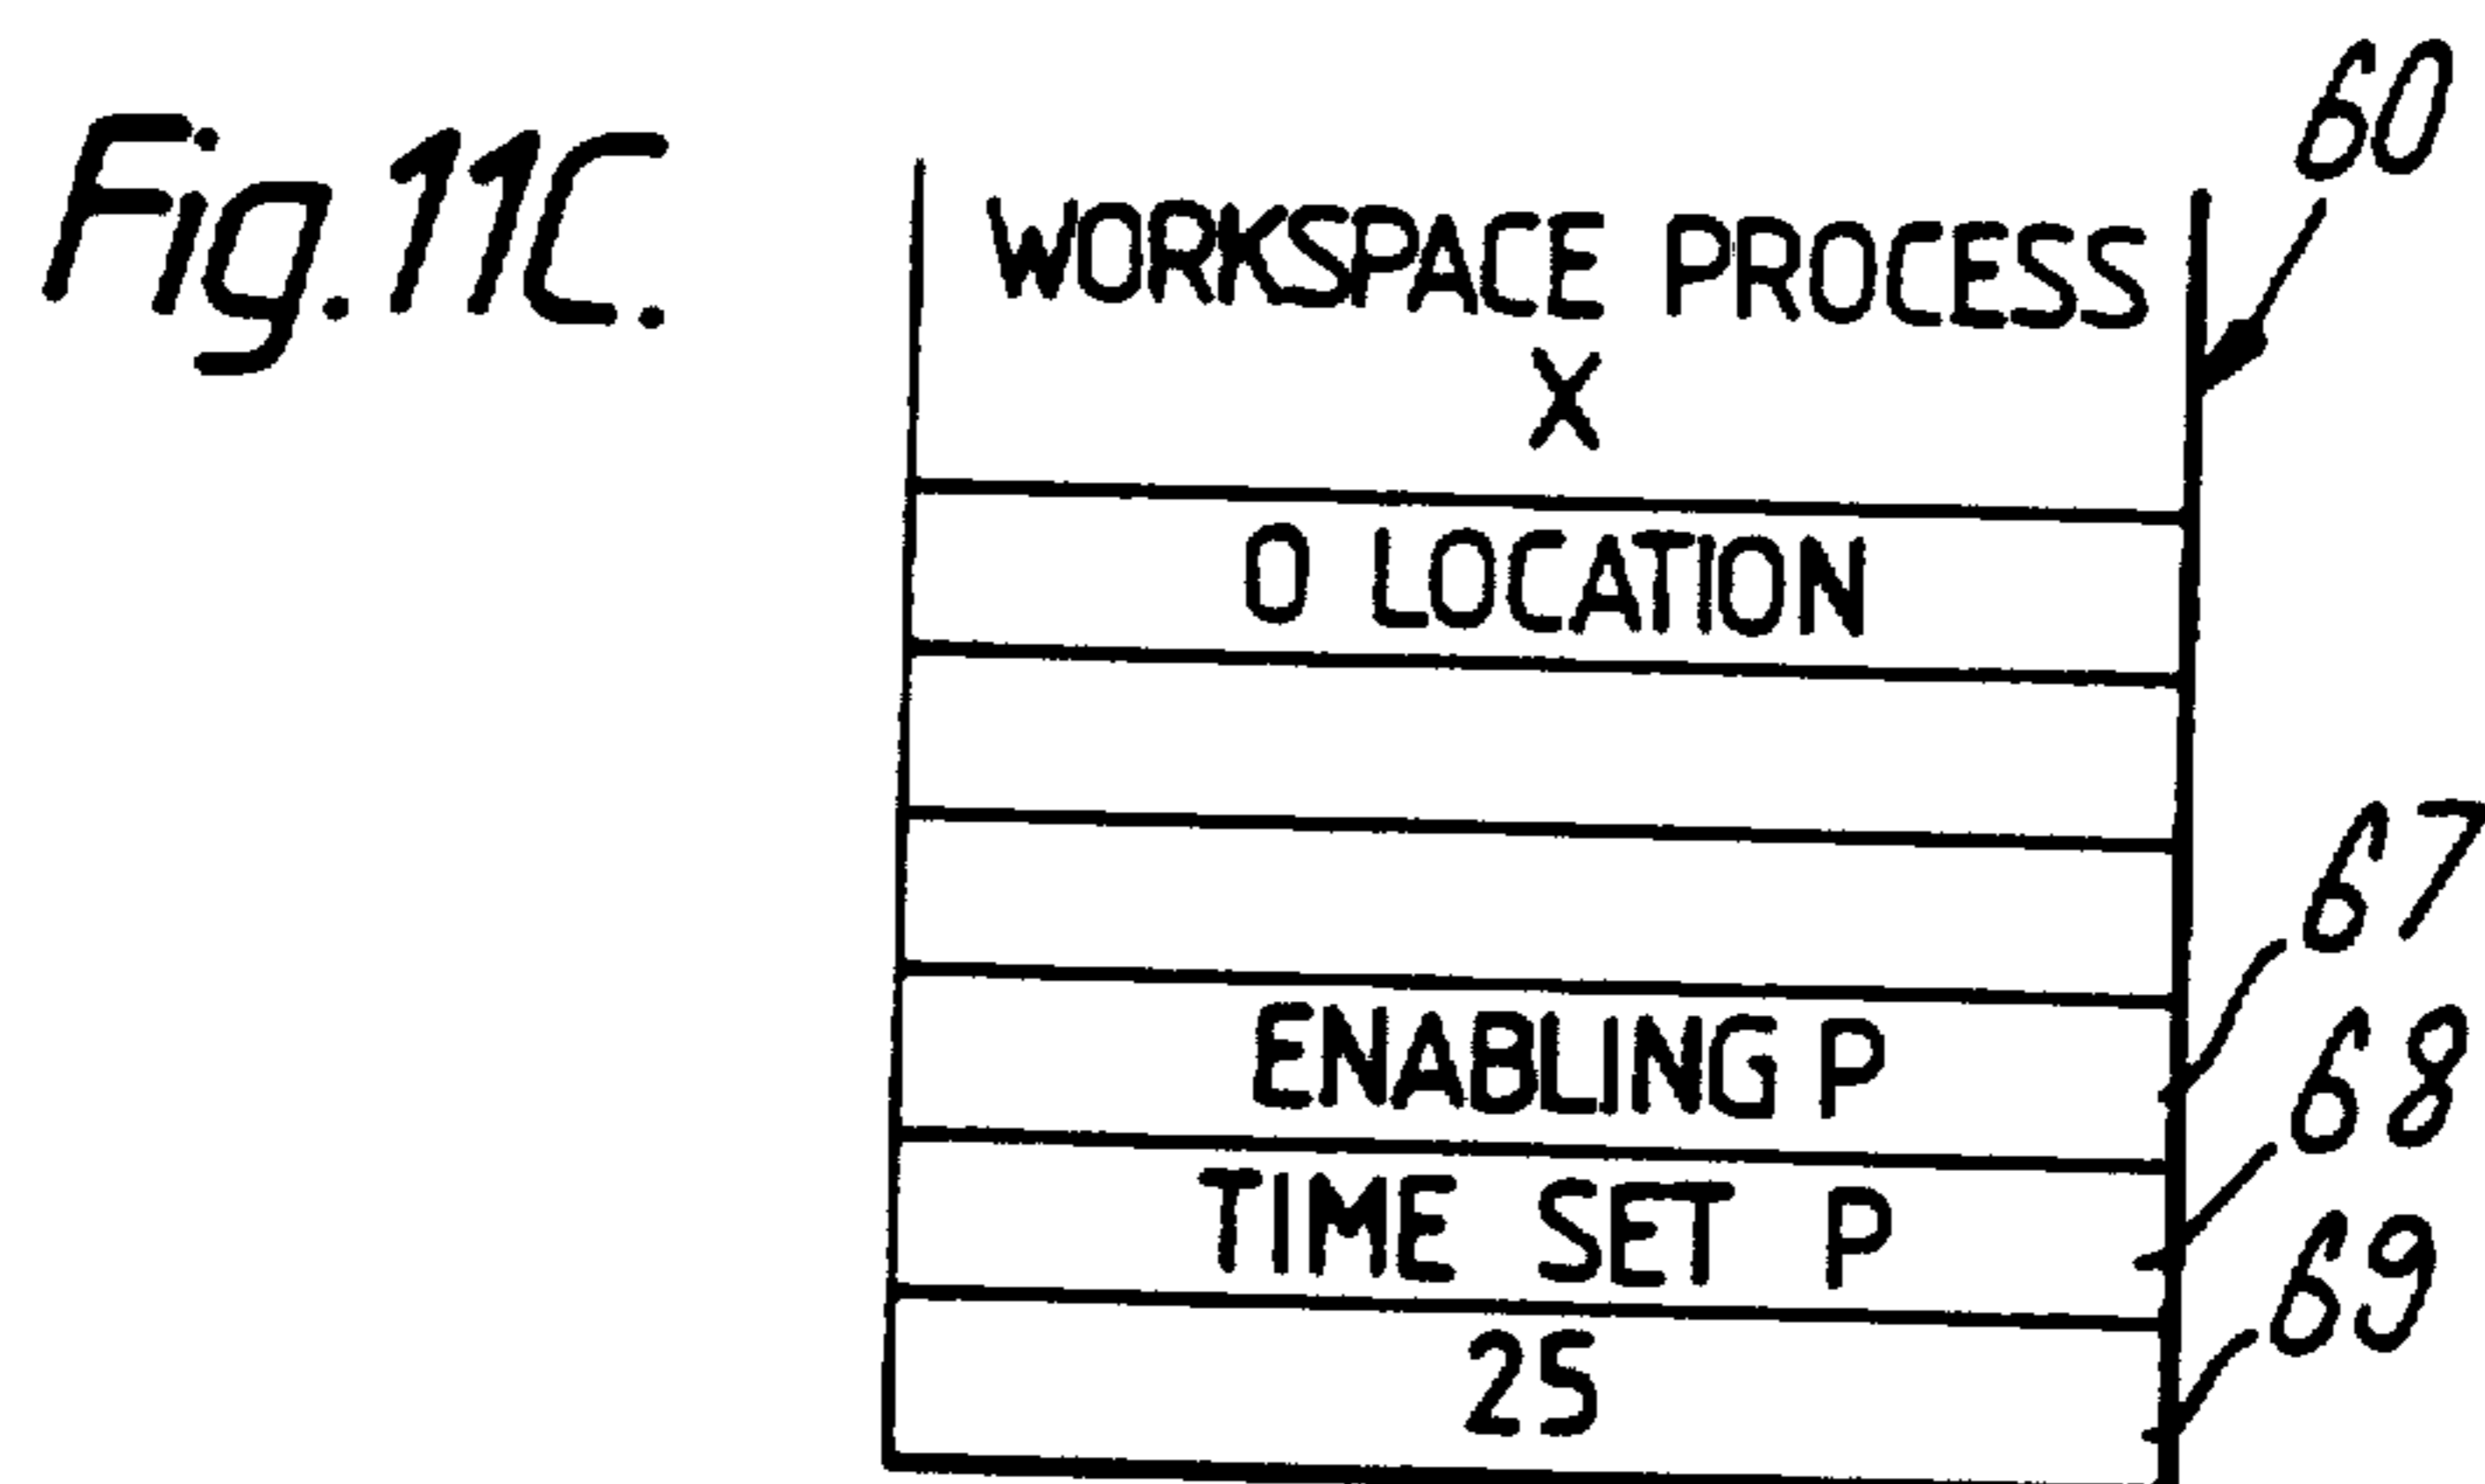 Fig. 11C.
60
WORKSPACE PROCESS
X
0 LOCATION
67
ENABLING P
68
TIME SET P
69
25